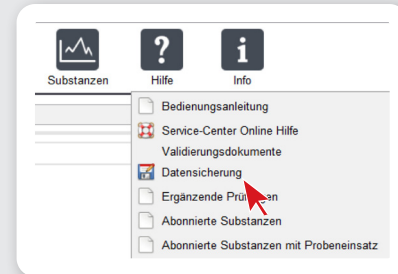 Substanzen Hilfe Info
Bedienungsanleitung
Service-Center Online Hilfe
Validierungsdokumente
Datensicherung
Ergänzende
Abonnierte Substanzen
Abonnierte Substanzen mit Probeneinsatz